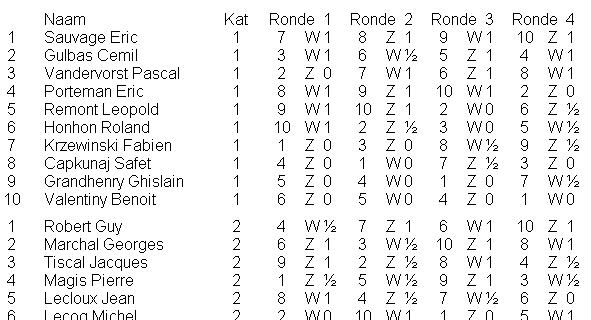 Naam Kat Ronde 1 Ronde 2 Ronde 3 Ronde 4
1 Sauvage Eric 1 7 W 1 8 Z 1 9 W 1 10 Z 1
2 Gulbas Cemil 1 3 W 1 6 W ½ 5 Z 1 4 W 1
3 Vandervorst Pascal 1 2 Z 0 7 W 1 6 Z 1 8 W 1
4 Porteman Eric 1 8 W 1 9 Z 1 10 W 1 2 Z 0
5 Remont Leopold 1 9 W 1 10 Z 1 2 W 0 6 Z ½
6 Honhon Roland 1 10 W 1 2 Z ½ 3 W 0 5 W ½
7 Krzewinski Fabien 1 1 Z 0 3 Z 0 8 W ½ 9 Z ½
8 Capkunaj Safet 1 4 Z 0 1 W 0 7 Z ½ 3 Z 0
9 Grandhenry Ghislain 1 5 Z 0 4 W 0 1 Z 0 7 W ½
10 Valentiny Benoit 1 6 Z 0 5 W 0 4 Z 0 1 W 0
1 Robert Guy 2 4 W ½ 7 Z 1 6 W 1 10 Z 1
2 Marchal Georges 2 6 Z 1 3 W ½ 10 Z 1 8 W 1
3 Tiscal Jacques 2 9 Z 1 2 Z ½ 8 W 1 4 Z ½
4 Magis Pierre 2 1 Z ½ 5 W ½ 9 Z 1 3 W ½
5 Lecloux Jean 2 8 W 1 4 Z ½ 7 W ½ 6 Z 0
6 Lecoq Michel 2 2 W 0 10 W 1 1 Z 0 5 W 1